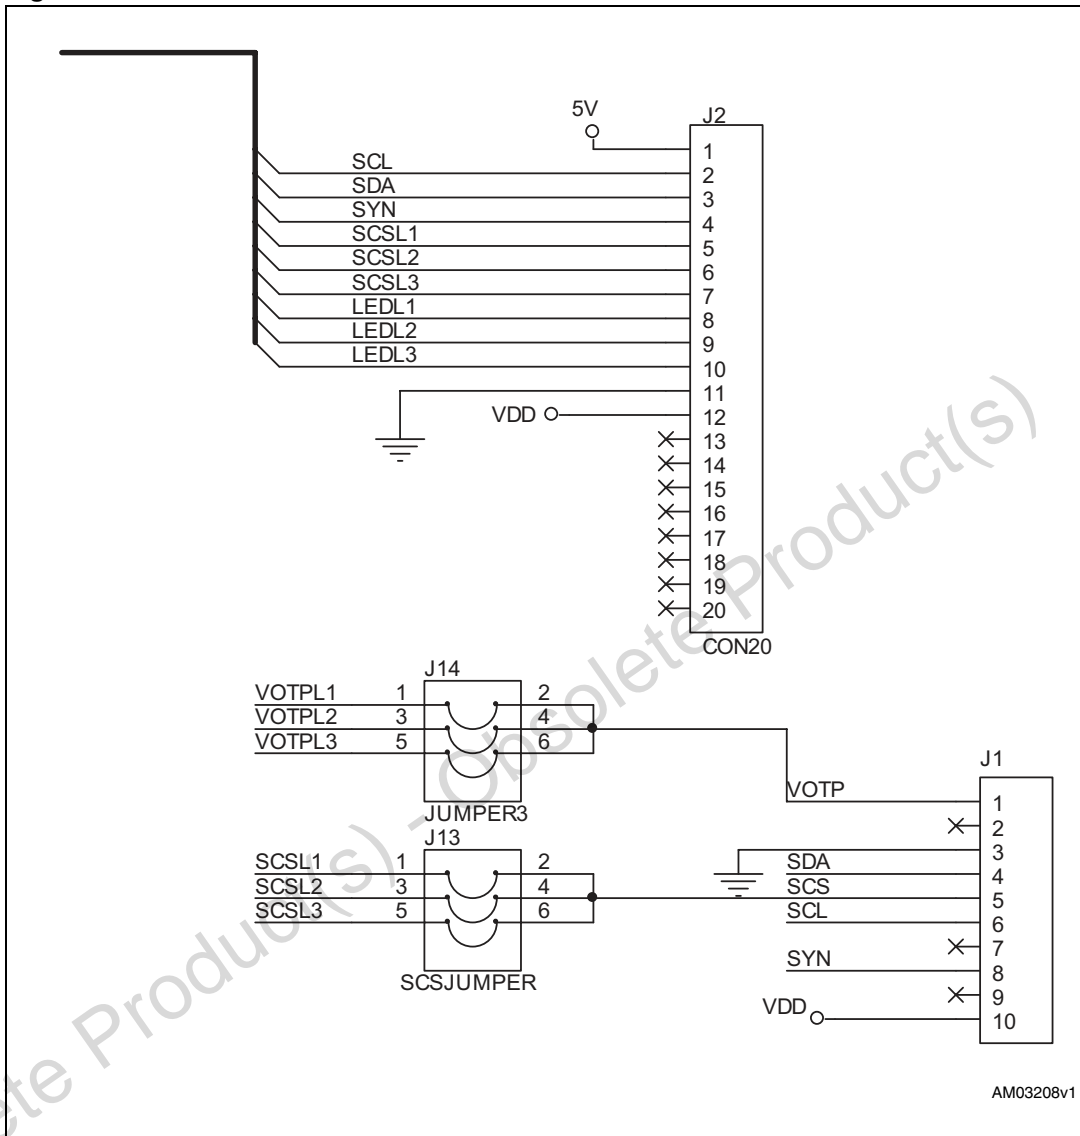 5V
J2
1
SCL
2
SDA
3
SYN
4
SCSL1
5
SCSL2
6
SCSL3
7
LEDL1
8
LEDL2
9
LEDL3
10
11
VDD
12
13
14
15
16
17
18
19
20
CON20
J14
VOTPL1 1 2
VOTPL2 3 4
VOTPL3 5 6
JUMPER3
J13
SCSL1 1 2
SCSL2 3 4
SCSL3 5 6
SCSJUMPER
J1
VOTP 1
2
3
SDA 4
SCS 5
SCL 6
7
SYN 8
9
VDD 10
AM03208v1
ete Product(s) - Obsolete Product(s)